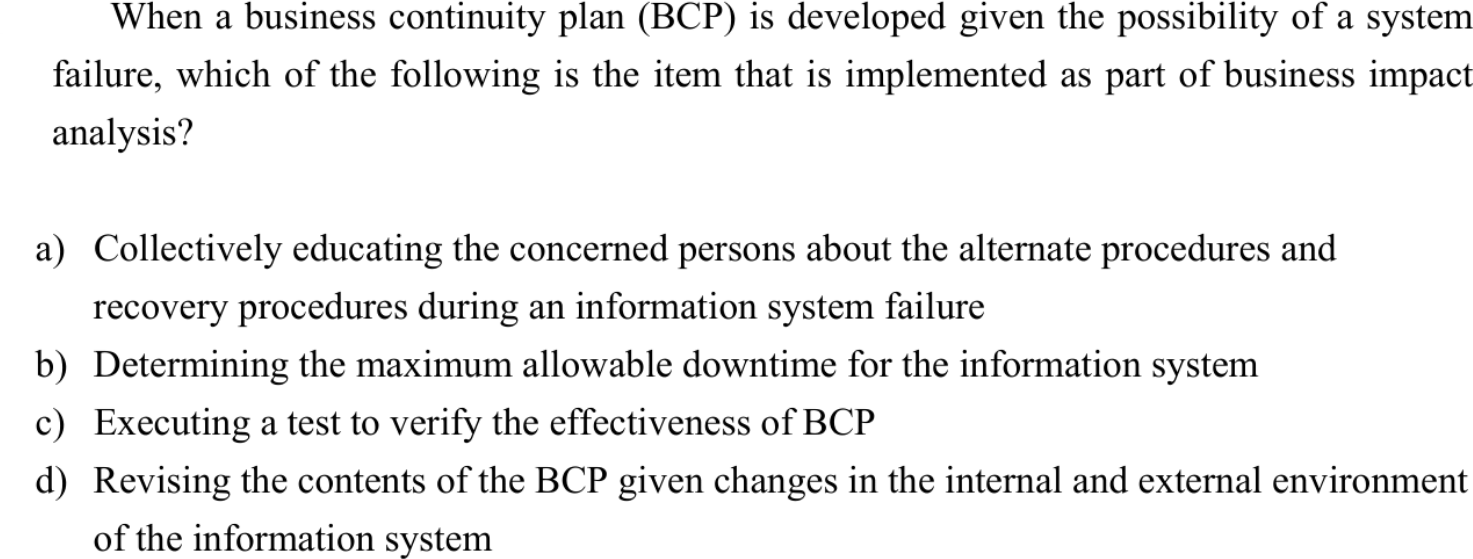 When a business continuity plan (BCP) is developed given the possibility of a system
failure, which of the following is the item that is implemented as part of business impact
analysis?
a) Collectively educating the concerned persons about the alternate procedures and
recovery procedures during an information system failure
b) Determining the maximum allowable downtime for the information system
c) Executing a test to verify the effectiveness of BCP
d) Revising the contents of the BCP given changes in the internal and external environment
of the information system